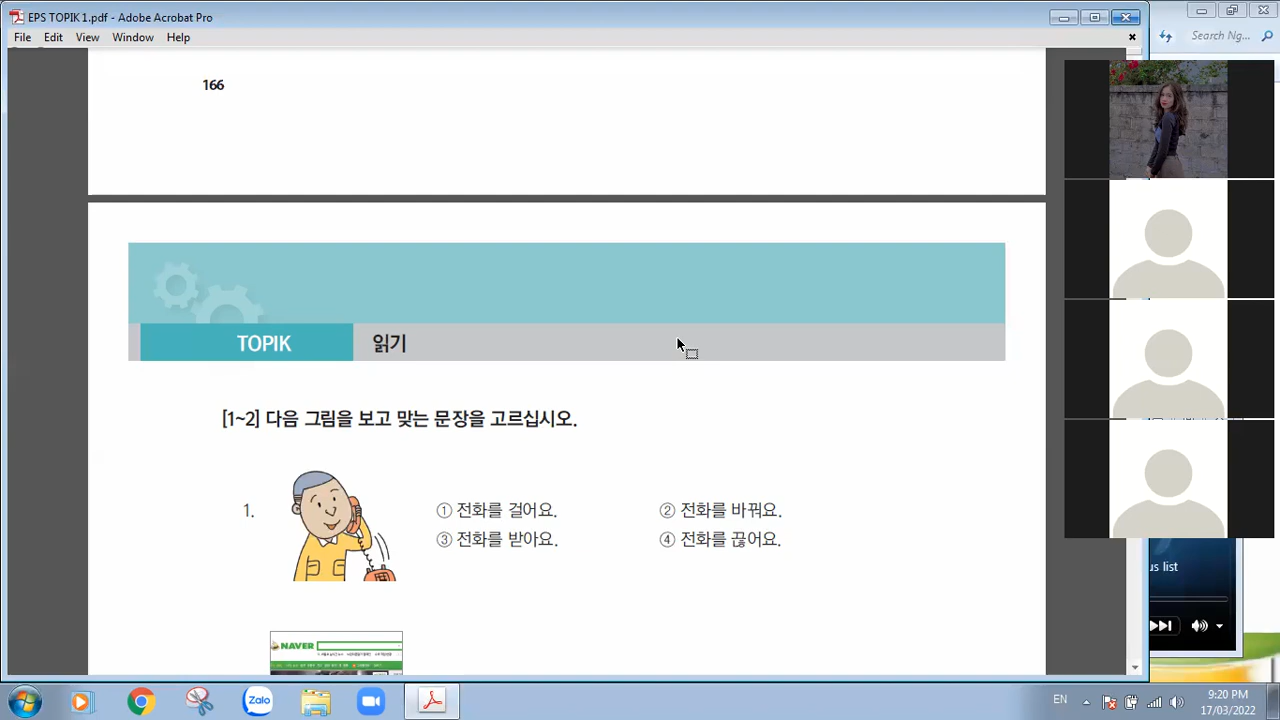 EPS TOPIK 1.pdf - Adobe Acrobat Pro
File Edit View Window Help
Search Ng...
166
TOPIK 읽기
[1~2] 다음 그림을 보고 맞는 문장을 고르십시오.
1. ① 전화를 걸어요. ② 전화를 바꿔요.
③ 전화를 받아요. ④ 전화를 끊어요.
NAVER
us list
Zalo
EN
9:20 PM
17/03/2022